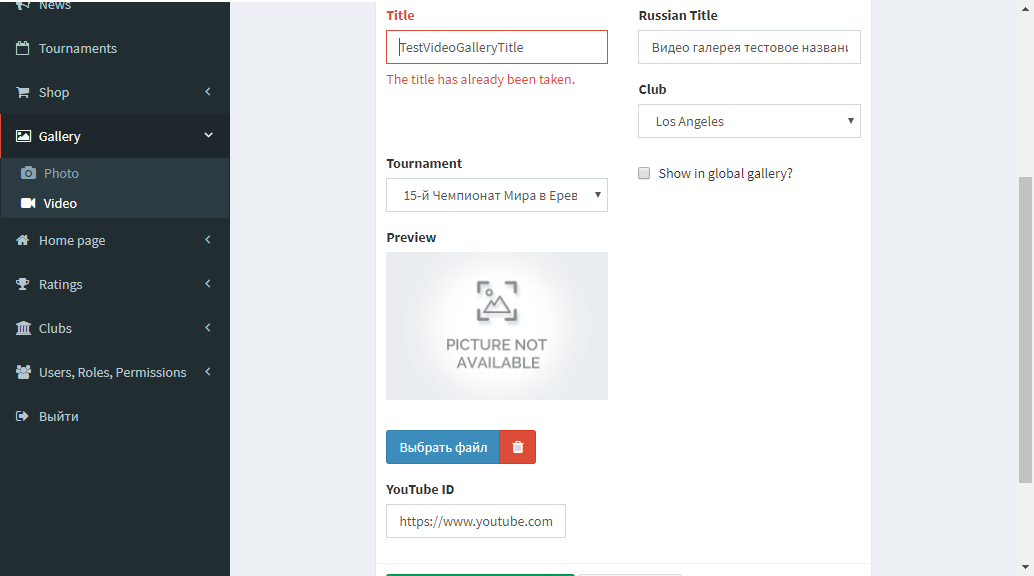 News
Tournaments
Shop
Gallery
Photo
Video
Home page
Ratings
Clubs
Users, Roles, Permissions
Выйти
Title
TestVideoGalleryTitle
The title has already been taken.
Russian Title
Видео галерея тестовое названи
Club
Los Angeles
Tournament
15-й Чемпионат Мира в Ерев
Show in global gallery?
Preview
PICTURE NOT
AVAILABLE
Выбрать файл
YouTube ID
https://www.youtube.com